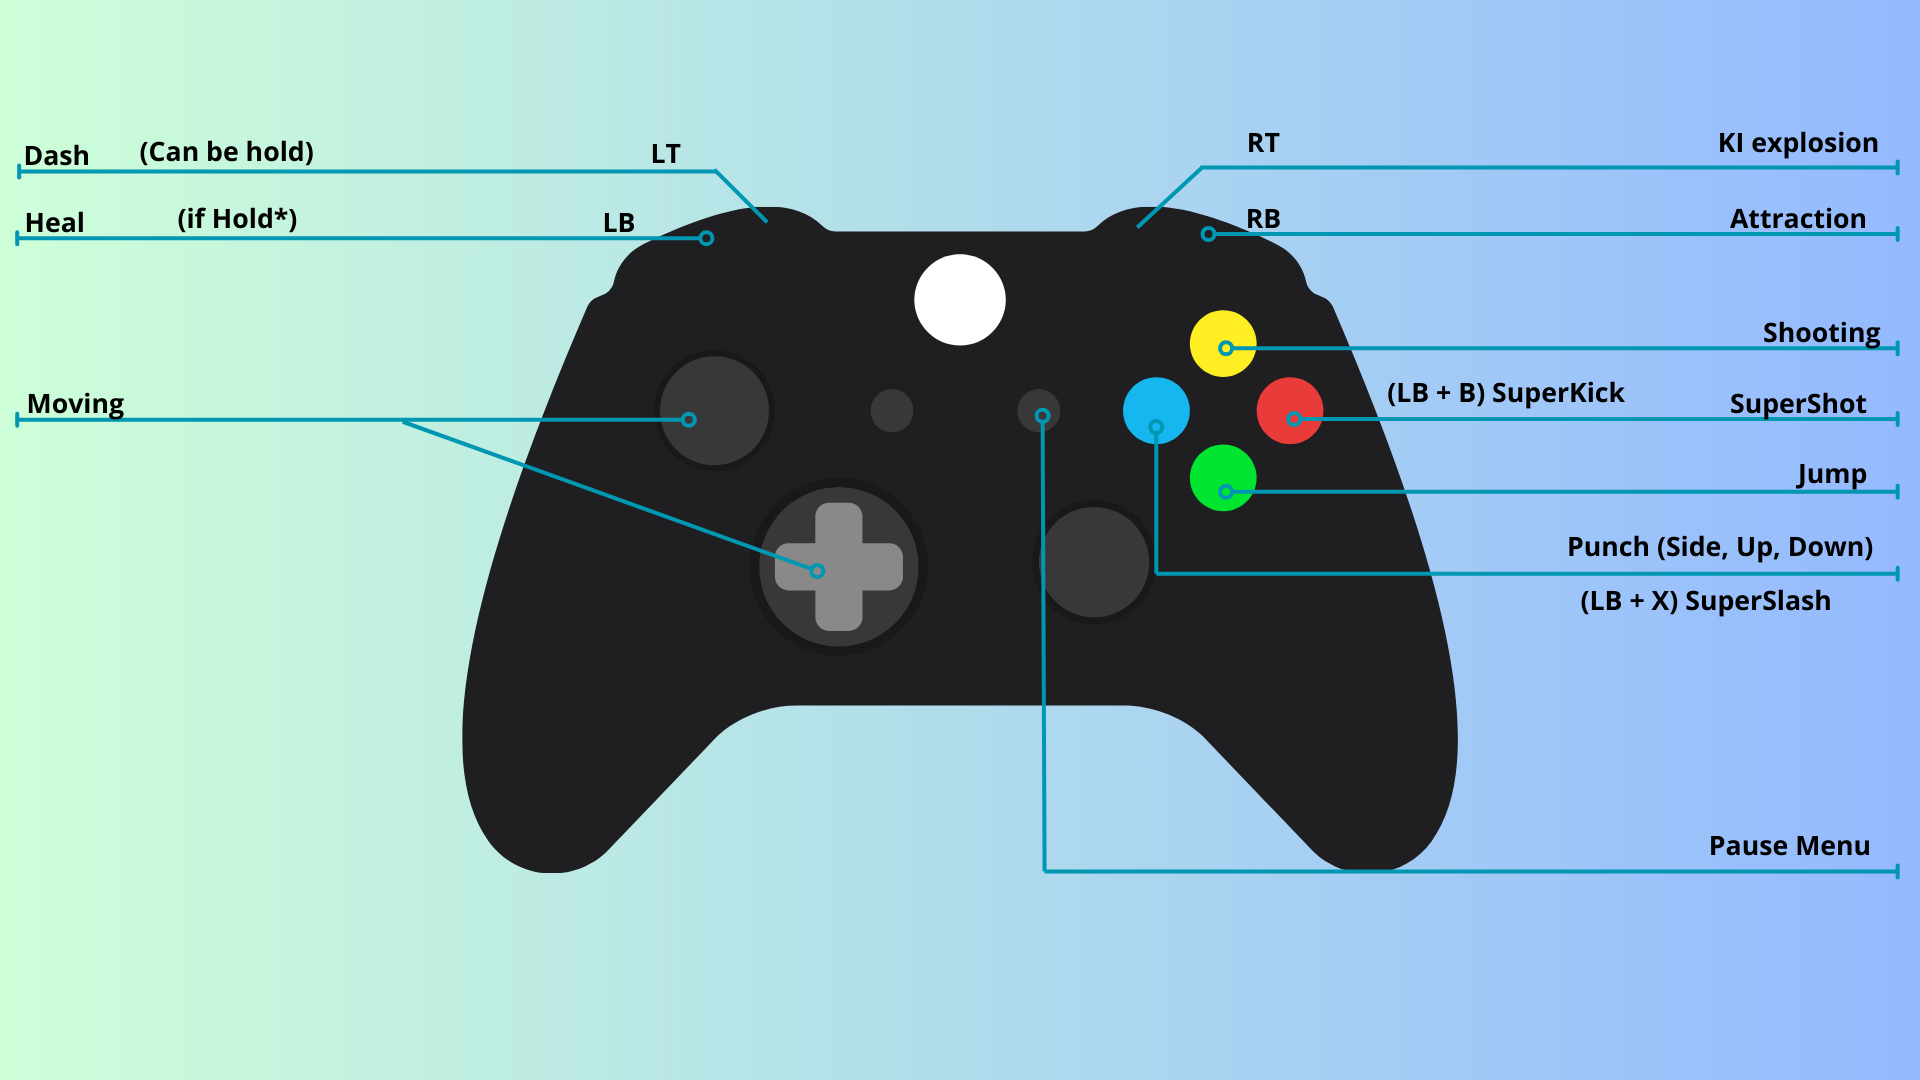 Dash (Can be hold) LT
Heal (if Hold*) LB
Moving
RT KI explosion
RB Attraction
Shooting
(LB + B) SuperKick SuperShot
Jump
Punch (Side, Up, Down)
(LB + X) SuperSlash
Pause Menu